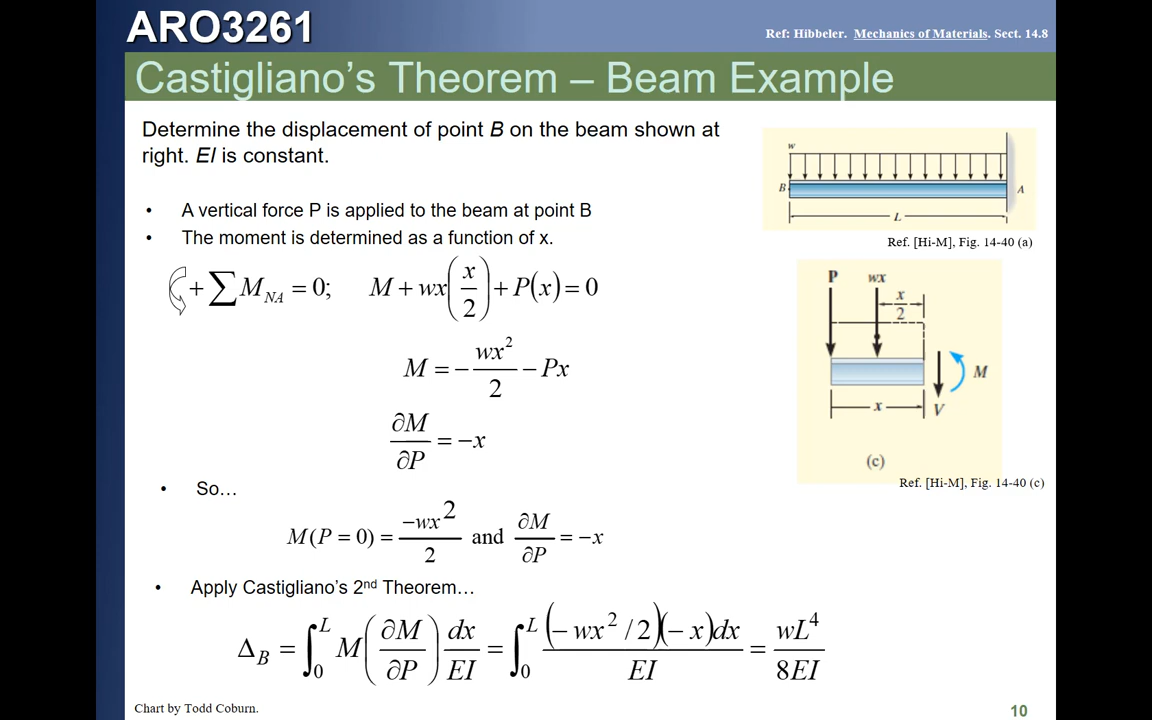 ARO3261
Ref: Hibbeler. Mechanics of Materials. Sect. 14.8
Castigliano's Theorem – Beam Example
Determine the displacement of point B on the beam shown at
right. EI is constant.
• A vertical force P is applied to the beam at point B
• The moment is determined as a function of x.
+ ∑ M_NA = 0;   M + wx(x/2) + P(x) = 0
M = − wx²/2 − Px
∂M/∂P = −x
• So…
M(P = 0) = −wx²/2 and ∂M/∂P = −x
• Apply Castigliano's 2nd Theorem…
Δ_B = ∫₀^L M (∂M/∂P) dx/EI = ∫₀^L (− wx² / 2)(− x)dx / EI = wL⁴/8EI
w
B
A
L
Ref. [Hi-M], Fig. 14-40 (a)
P wx
x/2
M
x
V
(c)
Ref. [Hi-M], Fig. 14-40 (c)
Chart by Todd Coburn.
10